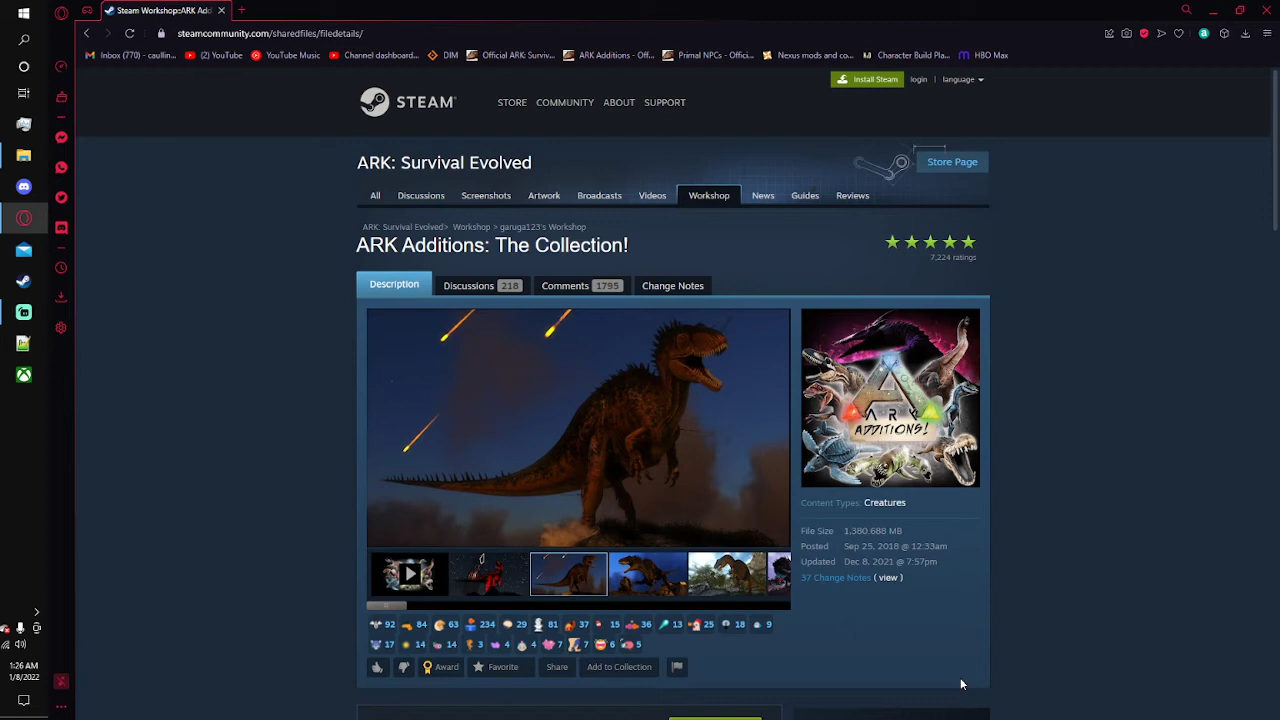 Steam Workshop::ARK Add
steamcommunity.com/sharedfiles/filedetails/
Inbox (770) - caullin...
(2) YouTube
YouTube Music
Channel dashboard...
DIM
Official ARK: Surviv...
ARK Additions - Off...
Primal NPCs - Offici...
Nexus mods and co...
Character Build Pla...
HBO Max
Install Steam
login
language
STEAM
STORE
COMMUNITY
ABOUT
SUPPORT
ARK: Survival Evolved
Store Page
All
Discussions
Screenshots
Artwork
Broadcasts
Videos
Workshop
News
Guides
Reviews
ARK: Survival Evolved> Workshop > garuga123's Workshop
ARK Additions: The Collection!
7,224 ratings
Description
Discussions 218
Comments 1795
Change Notes
ARK
ADDITIONS!
Content Types: Creatures
File Size 1,380.688 MB
Posted Sep 25, 2018 @ 12:33am
Updated Dec 8, 2021 @ 7:57pm
37 Change Notes ( view )
92 84 63 234 29 81 37 15 36 13 25 18 9
17 14 14 3 4 4 7 7 6 5
Award
Favorite
Share
Add to Collection
1:26 AM
1/8/2022